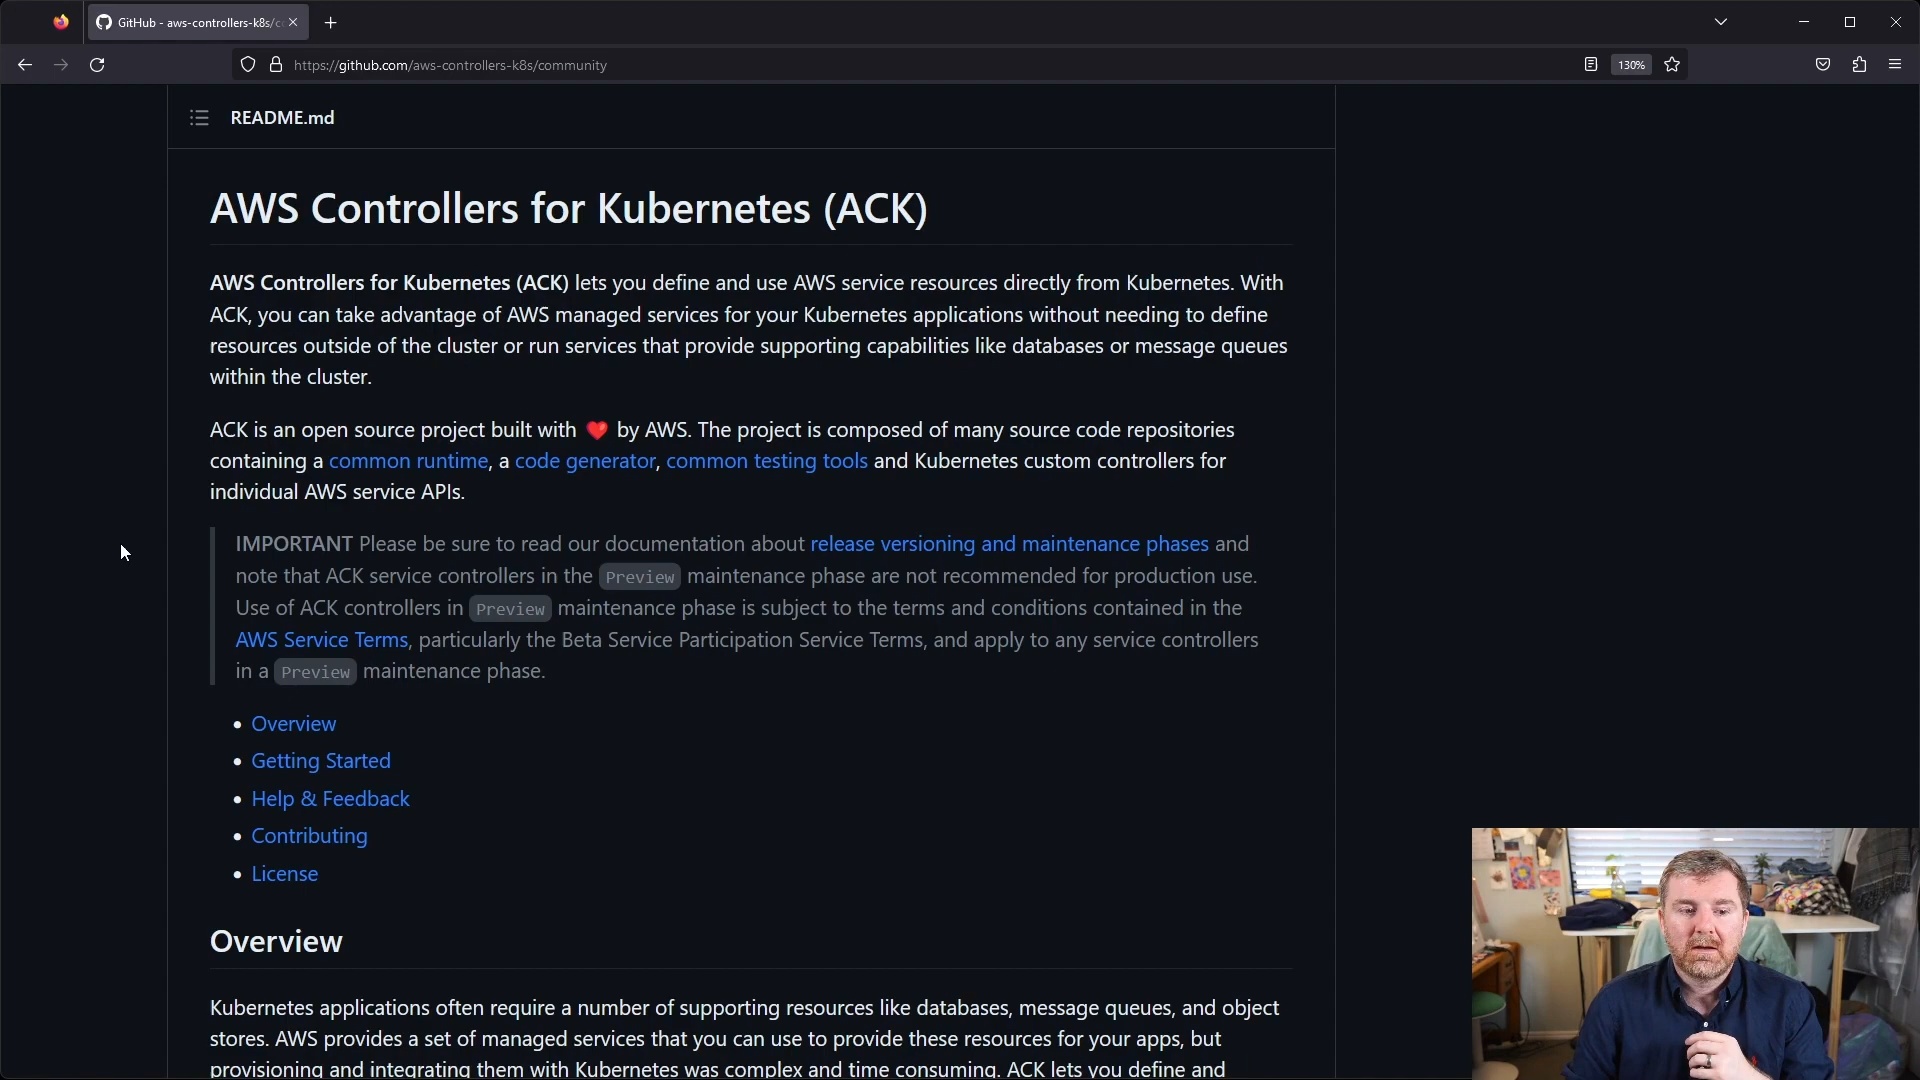 GitHub - aws-controllers-k8s/c
https://github.com/aws-controllers-k8s/community
130%
README.md
AWS Controllers for Kubernetes (ACK)
AWS Controllers for Kubernetes (ACK) lets you define and use AWS service resources directly from Kubernetes. With
ACK, you can take advantage of AWS managed services for your Kubernetes applications without needing to define
resources outside of the cluster or run services that provide supporting capabilities like databases or message queues
within the cluster.
ACK is an open source project built with ❤️ by AWS. The project is composed of many source code repositories
containing a common runtime, a code generator, common testing tools and Kubernetes custom controllers for
individual AWS service APIs.
IMPORTANT Please be sure to read our documentation about release versioning and maintenance phases and
note that ACK service controllers in the Preview maintenance phase are not recommended for production use.
Use of ACK controllers in Preview maintenance phase is subject to the terms and conditions contained in the
AWS Service Terms, particularly the Beta Service Participation Service Terms, and apply to any service controllers
in a Preview maintenance phase.
• Overview
• Getting Started
• Help & Feedback
• Contributing
• License
Overview
Kubernetes applications often require a number of supporting resources like databases, message queues, and object
stores. AWS provides a set of managed services that you can use to provide these resources for your apps, but
provisioning and integrating them with Kubernetes was complex and time consuming. ACK lets you define and